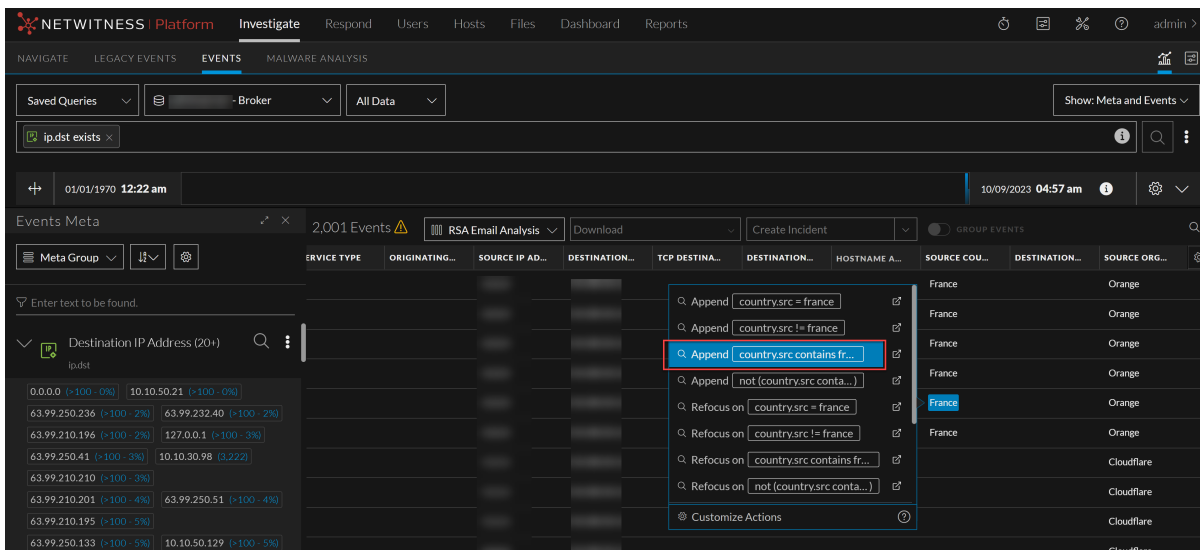 NETWITNESS | Platform Investigate Respond Users Hosts Files Dashboard Reports admin >
NAVIGATE LEGACY EVENTS EVENTS MALWARE ANALYSIS
Saved Queries - Broker All Data Show: Meta and Events
ip.dst exists ×
01/01/1970 12:22 am 10/09/2023 04:57 am
Events Meta
2,001 Events RSA Email Analysis Download Create Incident GROUP EVENTS
Meta Group
ERVICE TYPE ORIGINATING... SOURCE IP AD... DESTINATION... TCP DESTINA... DESTINATION... HOSTNAME A... SOURCE COU... DESTINATION... SOURCE ORG...
Enter text to be found.
Destination IP Address (20+)
ip.dst
0.0.0.0 (>100 - 0%) 10.10.50.21 (>100 - 0%)
63.99.250.236 (>100 - 2%) 63.99.232.40 (>100 - 2%)
63.99.210.196 (>100 - 2%) 127.0.0.1 (>100 - 3%)
63.99.250.41 (>100 - 3%) 10.10.30.98 (3,222)
63.99.210.210 (>100 - 3%)
63.99.210.201 (>100 - 4%) 63.99.250.51 (>100 - 4%)
63.99.210.195 (>100 - 5%)
63.99.250.133 (>100 - 5%) 10.10.50.129 (>100 - 5%)
Append country.src = france
Append country.src != france
Append country.src contains fr...
Append not (country.src conta...)
Refocus on country.src = france
Refocus on country.src != france
Refocus on country.src contains fr...
Refocus on not (country.src conta...)
Customize Actions
France Orange
France Orange
France Orange
France Orange
France Orange
France Orange
Cloudflare
Cloudflare
Cloudflare
Cloudflare